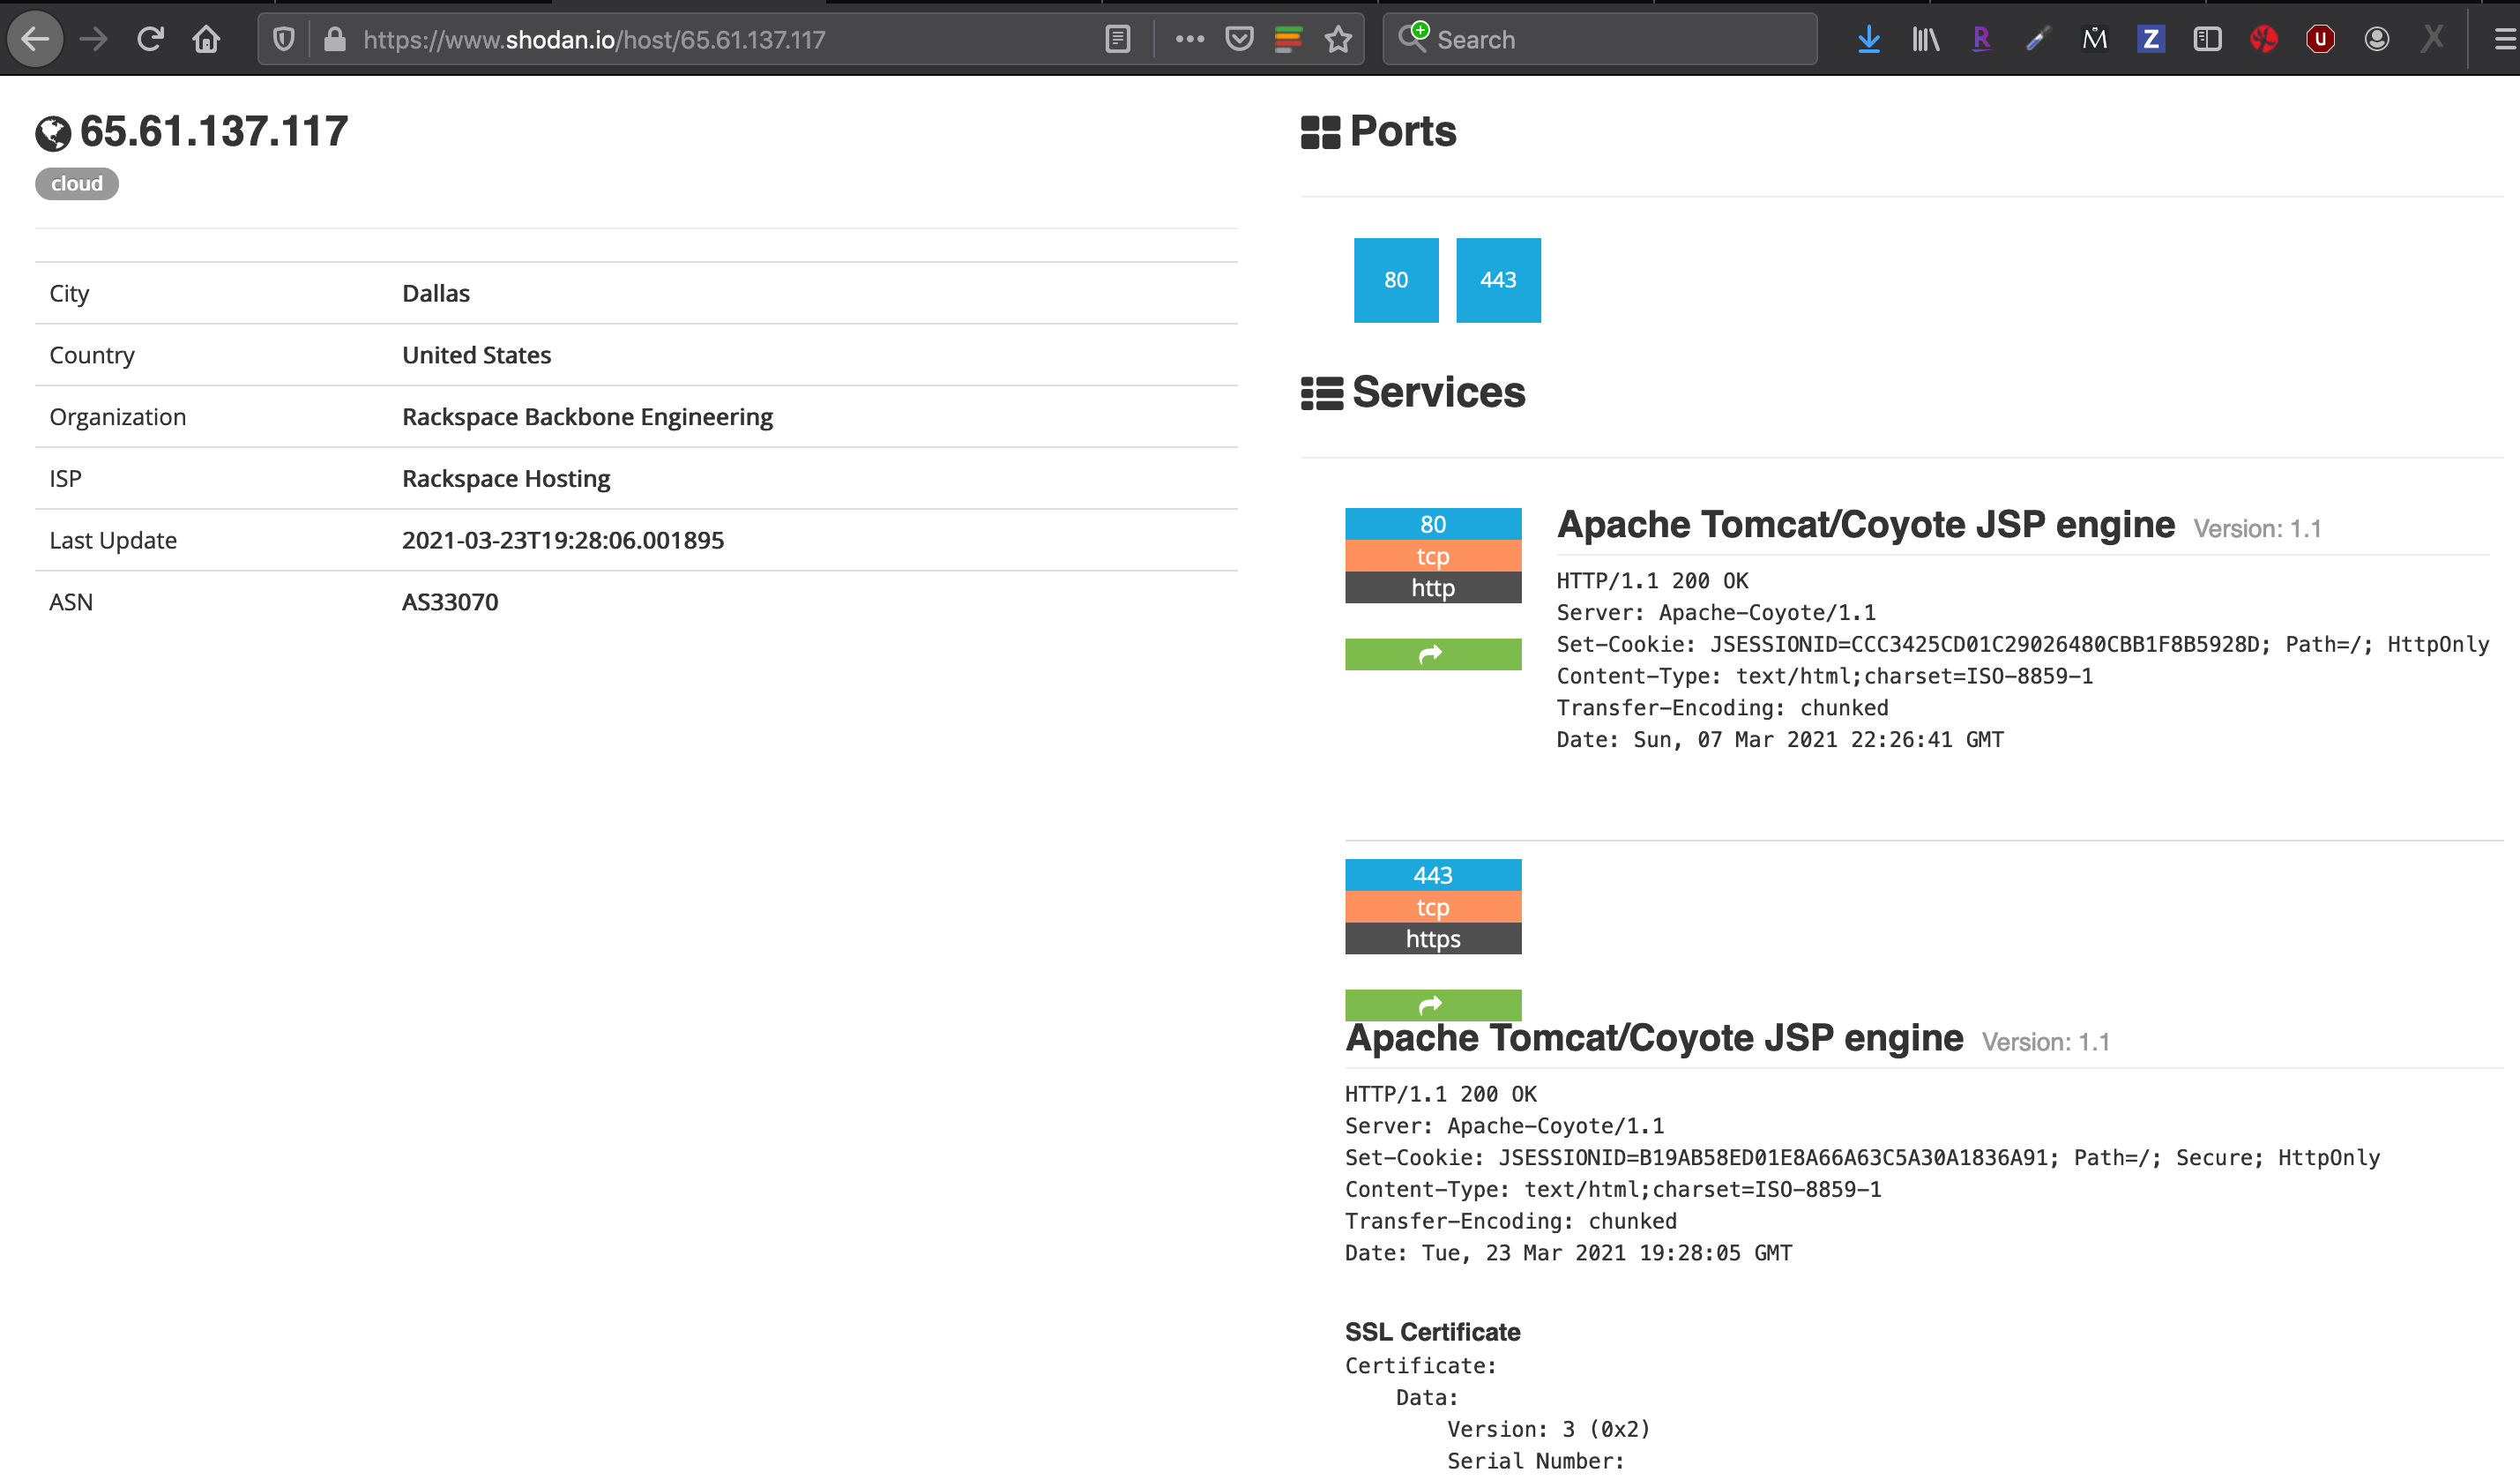 https://www.shodan.io/host/65.61.137.117
Search
65.61.137.117
cloud
City Dallas
Country United States
Organization Rackspace Backbone Engineering
ISP Rackspace Hosting
Last Update 2021-03-23T19:28:06.001895
ASN AS33070
Ports
80 443
Services
80
tcp
http
Apache Tomcat/Coyote JSP engine Version: 1.1
HTTP/1.1 200 OK
Server: Apache-Coyote/1.1
Set-Cookie: JSESSIONID=CCC3425CD01C29026480CBB1F8B5928D; Path=/; HttpOnly
Content-Type: text/html;charset=ISO-8859-1
Transfer-Encoding: chunked
Date: Sun, 07 Mar 2021 22:26:41 GMT
443
tcp
https
Apache Tomcat/Coyote JSP engine Version: 1.1
HTTP/1.1 200 OK
Server: Apache-Coyote/1.1
Set-Cookie: JSESSIONID=B19AB58ED01E8A66A63C5A30A1836A91; Path=/; Secure; HttpOnly
Content-Type: text/html;charset=ISO-8859-1
Transfer-Encoding: chunked
Date: Tue, 23 Mar 2021 19:28:05 GMT
SSL Certificate
Certificate:
Data:
Version: 3 (0x2)
Serial Number: